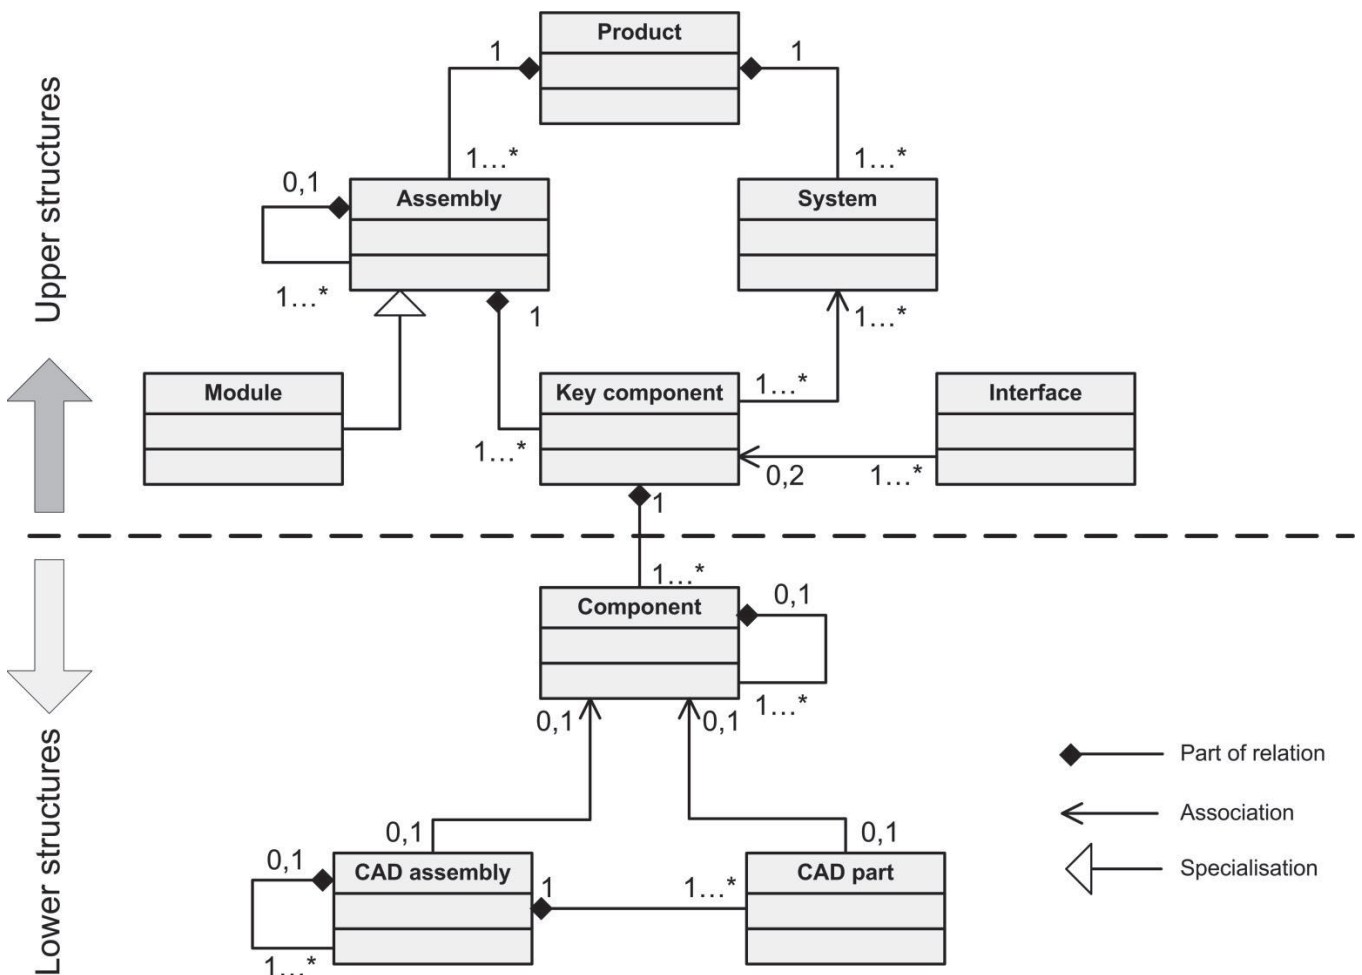 Product
1
1
1...*
1...*
Upper structures
0,1
Assembly
System
1...*
1
1...*
Module
Key component
1...*
Interface
1...*
0,2
1...*
1
1...*
Component
0,1
0,1
0,1
1...*
Lower structures
Part of relation
Association
0,1
0,1
0,1
CAD assembly
1
1...*
CAD part
Specialisation
1...*